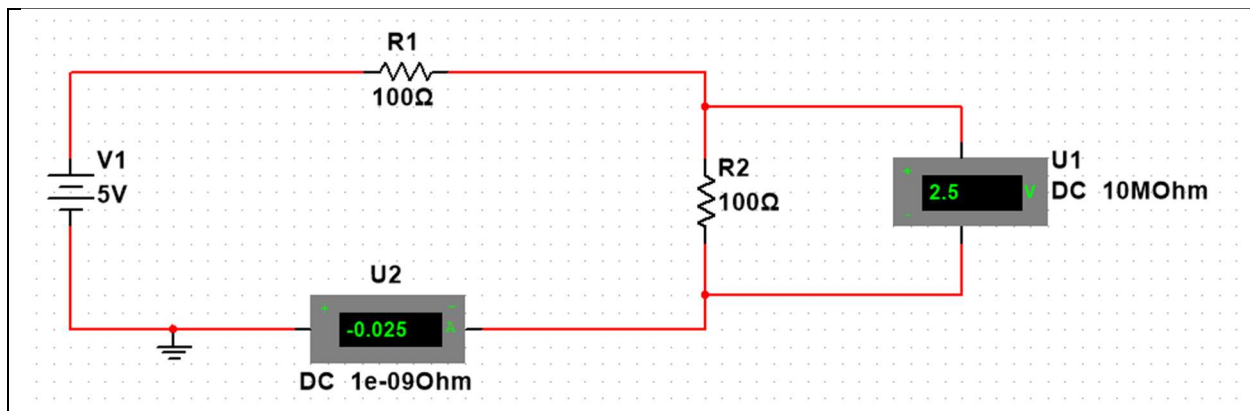 R1
100Ω
V1
5V
R2
100Ω
+
2.5 V
-
U1
DC 10MOhm
U2
+ −
-0.025 A
DC 1e-09Ohm